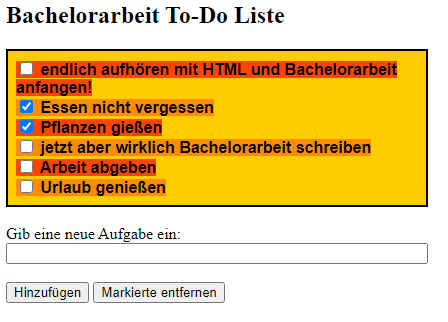 Bachelorarbeit To-Do Liste
endlich aufhören mit HTML und Bachelorarbeit
anfangen!
Essen nicht vergessen
Pflanzen gießen
jetzt aber wirklich Bachelorarbeit schreiben
Arbeit abgeben
Urlaub genießen
Gib eine neue Aufgabe ein:
Hinzufügen Markierte entfernen